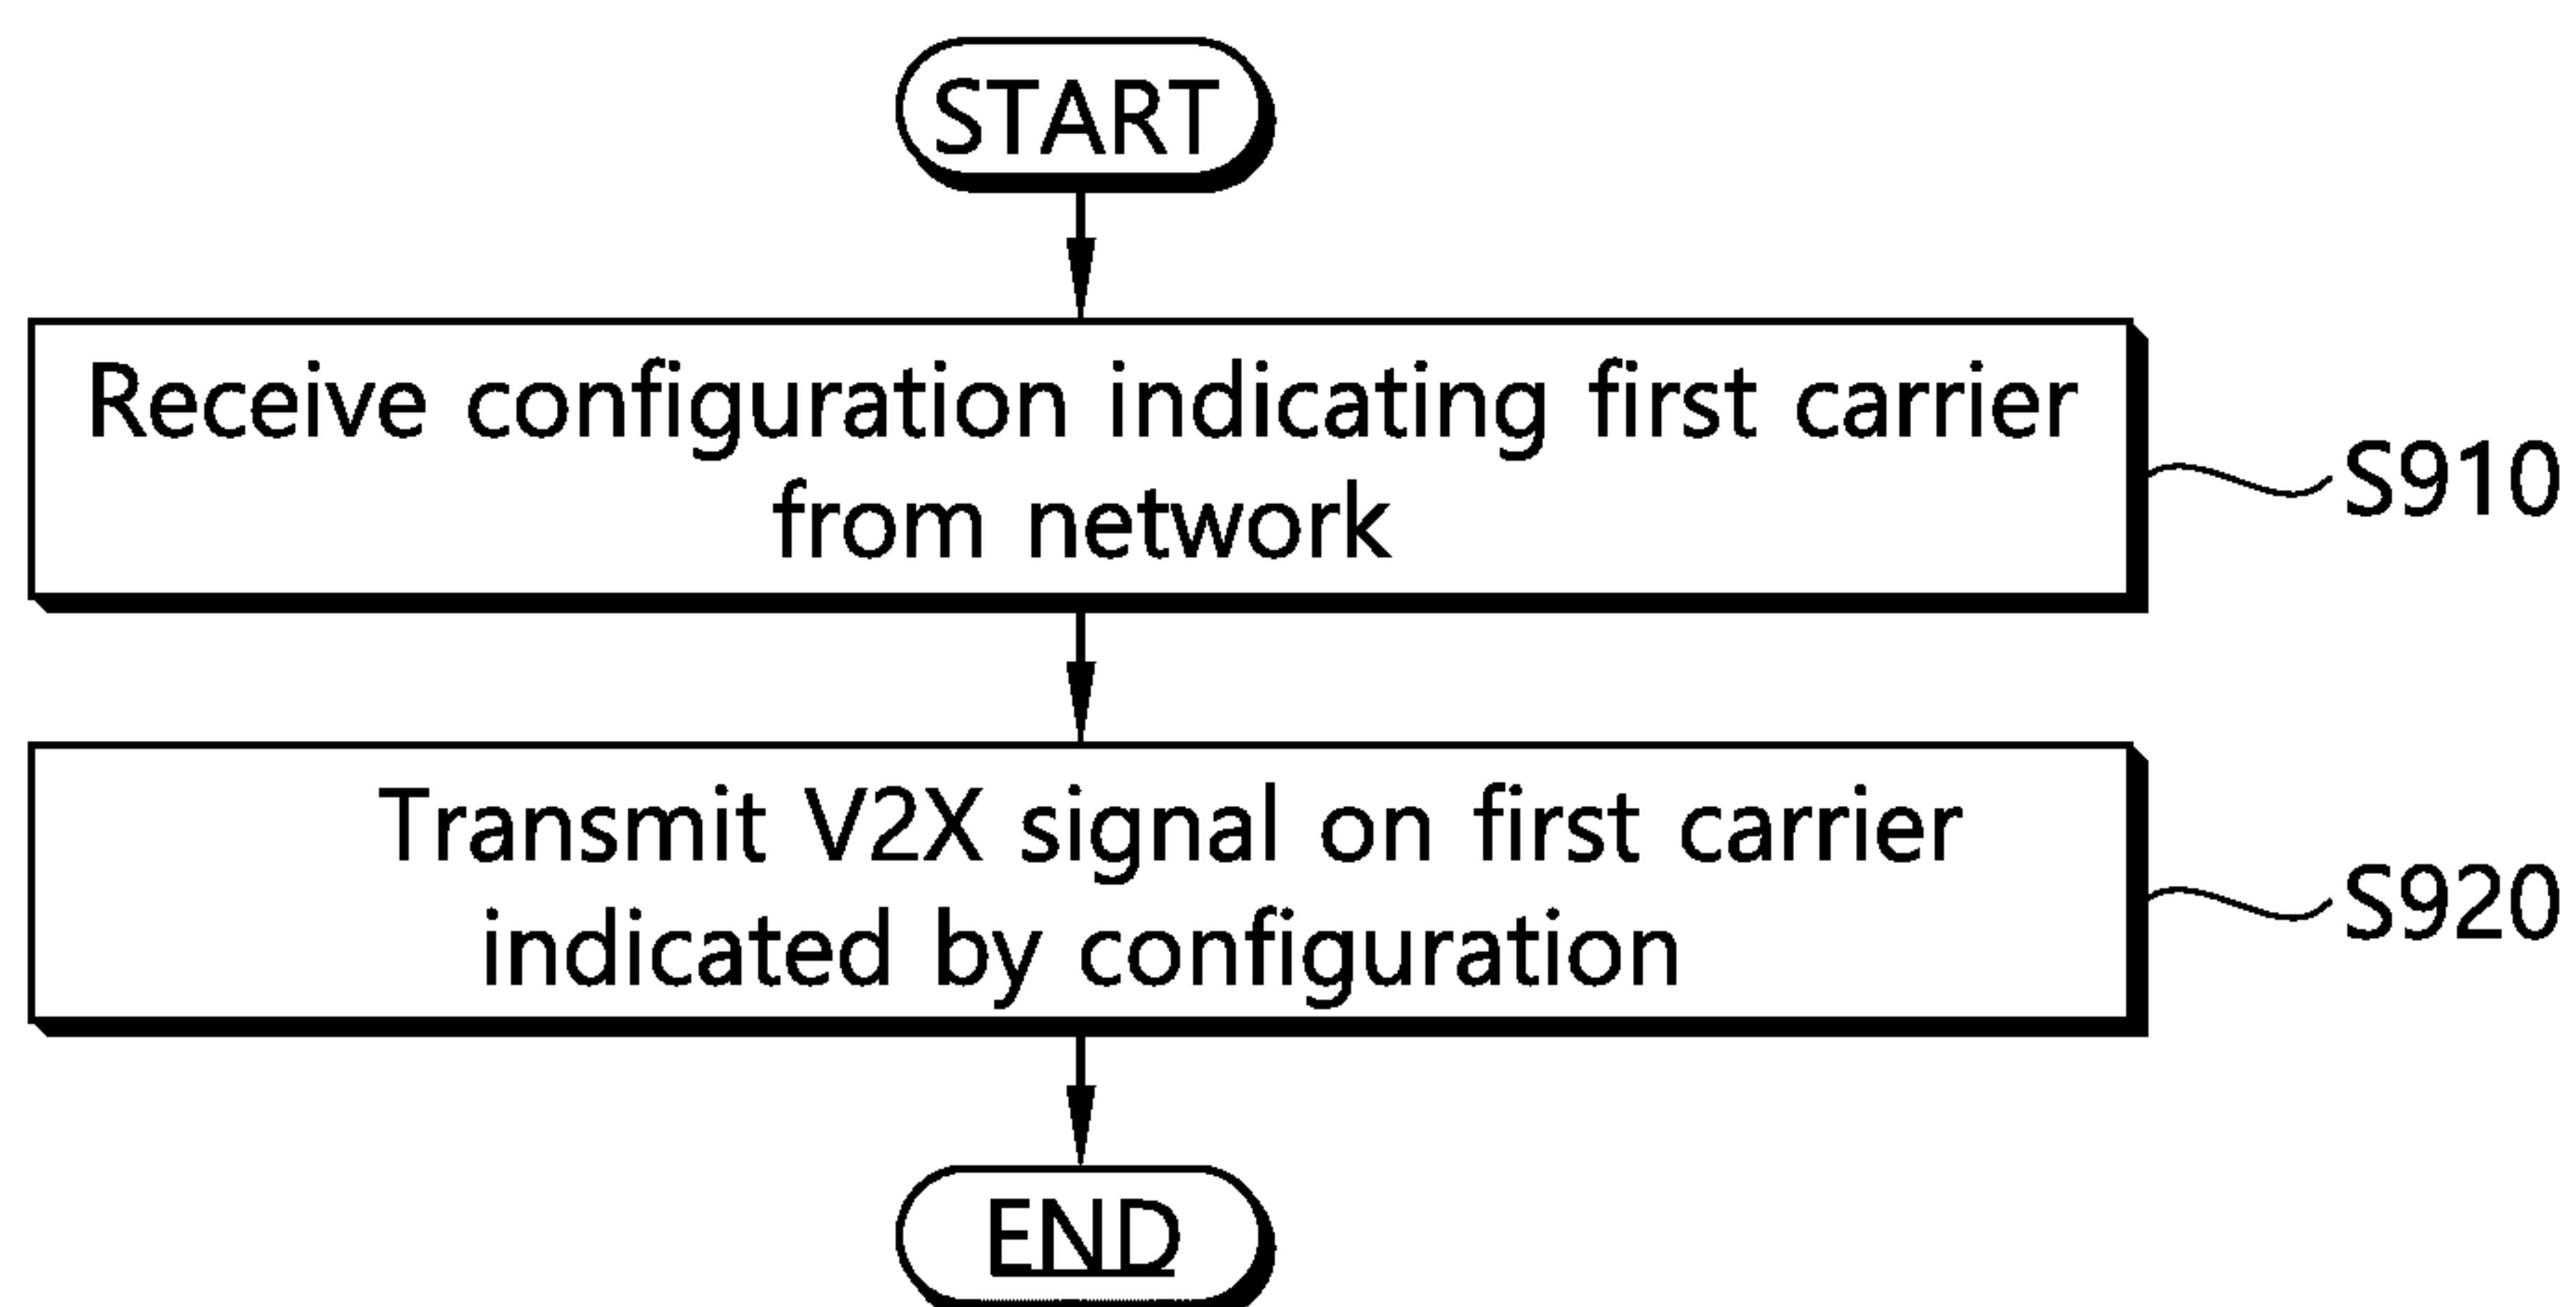 START
Receive configuration indicating first carrier
from network
S910
Transmit V2X signal on first carrier
indicated by configuration
S920
END